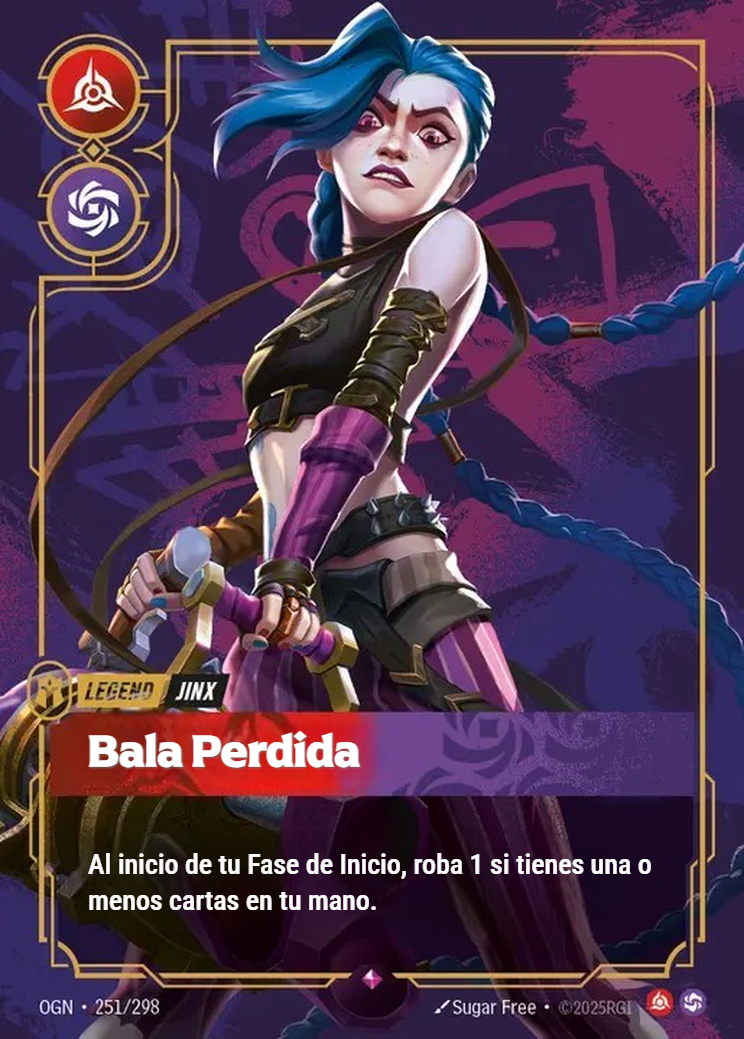 LEGEND JINX
Bala Perdida
Al inicio de tu Fase de Inicio, roba 1 si tienes una o
menos cartas en tu mano.
OGN • 251/298
Sugar Free • ©2025RGI